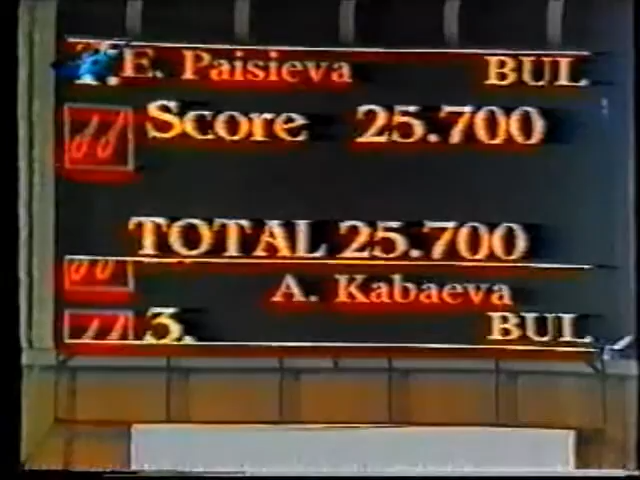 E. Paisieva BUL
Score 25.700
TOTAL 25.700
A. Kabaeva
3. BUL